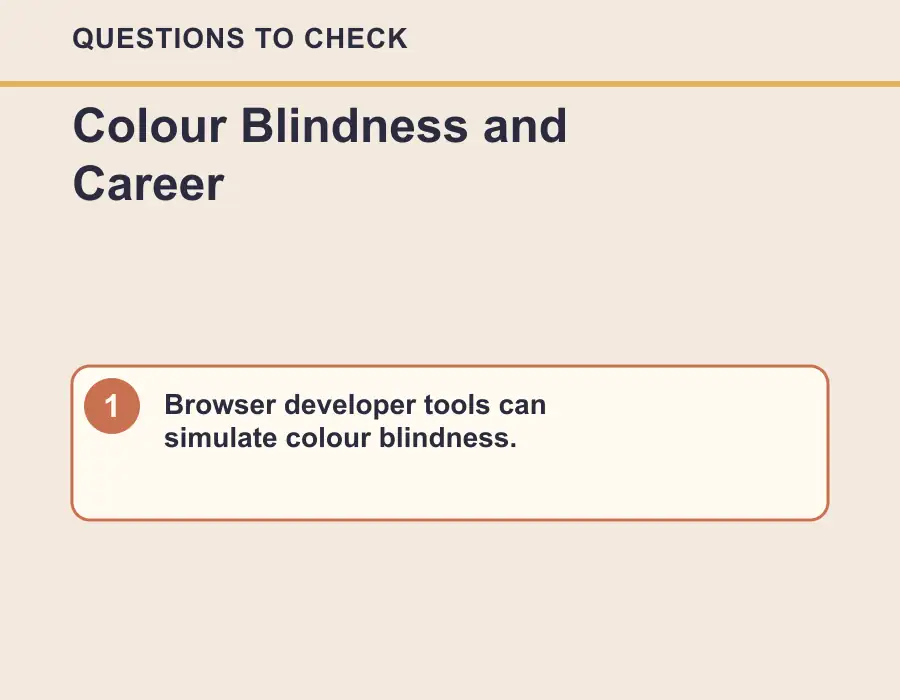 QUESTIONS TO CHECK
Colour Blindness and
Career
1
Browser developer tools can
simulate colour blindness.